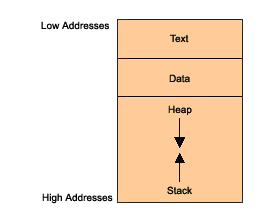 Low Addresses
Text
Data
Heap
Stack
High Addresses